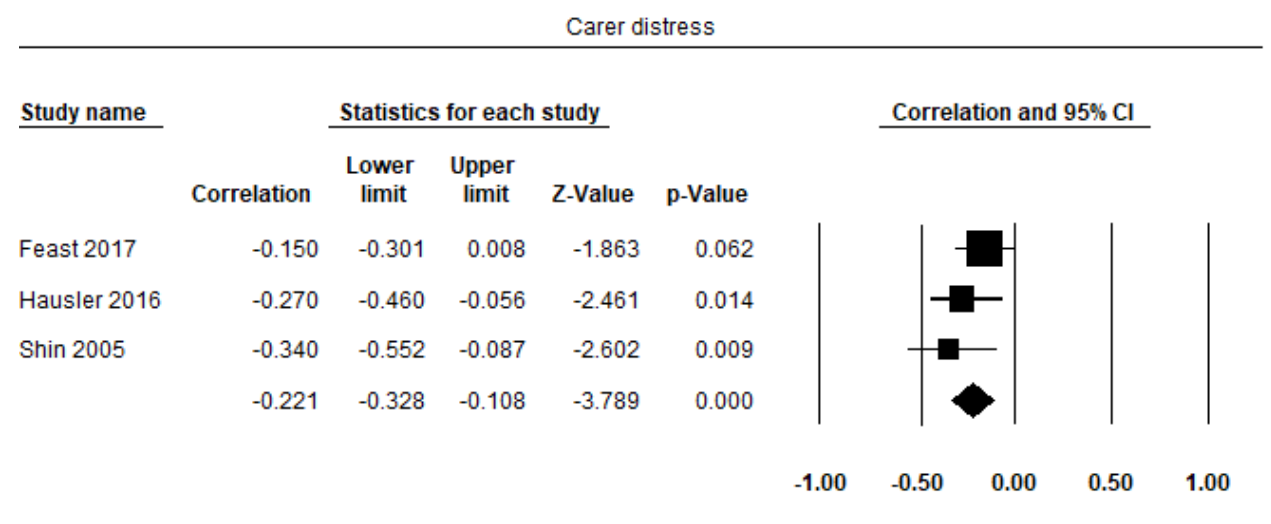 Carer distress
Study name Statistics for each study Correlation and 95% CI
Lower Upper
Correlation limit limit Z-Value p-Value
Feast 2017 -0.150 -0.301 0.008 -1.863 0.062
Hausler 2016 -0.270 -0.460 -0.056 -2.461 0.014
Shin 2005 -0.340 -0.552 -0.087 -2.602 0.009
-0.221 -0.328 -0.108 -3.789 0.000
-1.00 -0.50 0.00 0.50 1.00